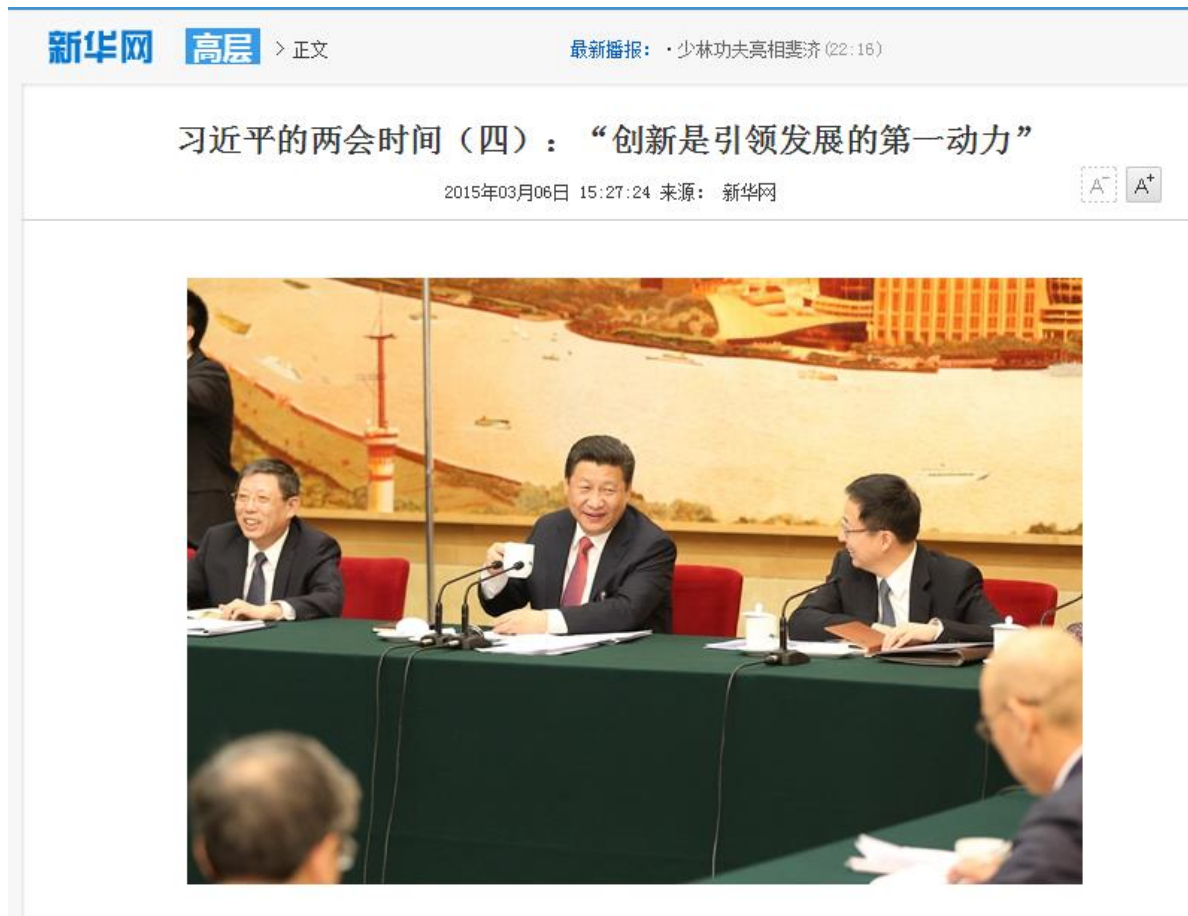 新华网 高层 > 正文 最新播报： ·少林功夫亮相斐济(22:16)
习近平的两会时间（四）：“创新是引领发展的第一动力”
2015年03月06日 15:27:24 来源： 新华网
A- A+